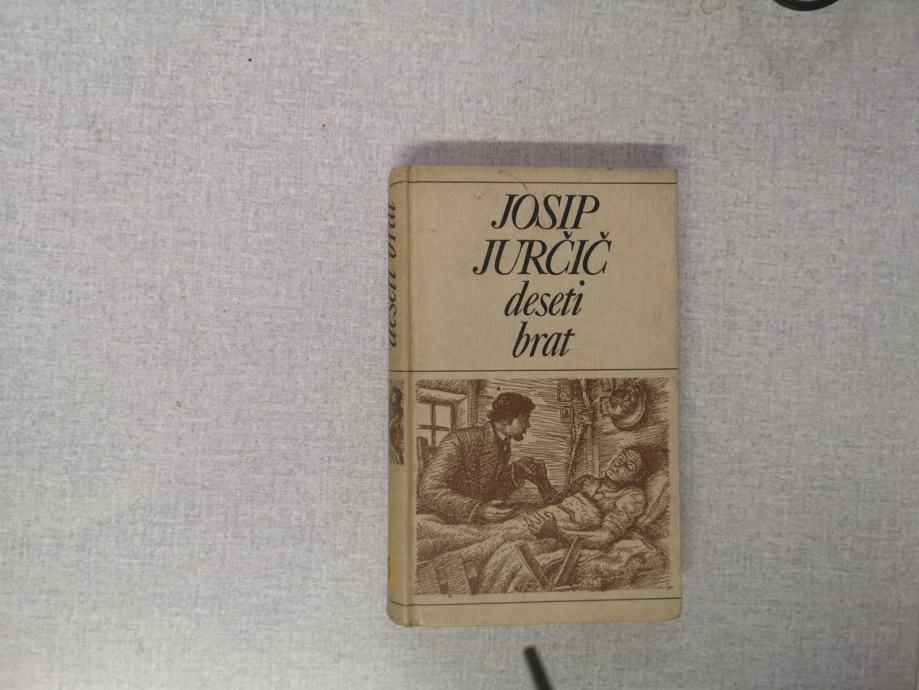 JOSIP
JURČIČ
deseti
brat
deseti brat